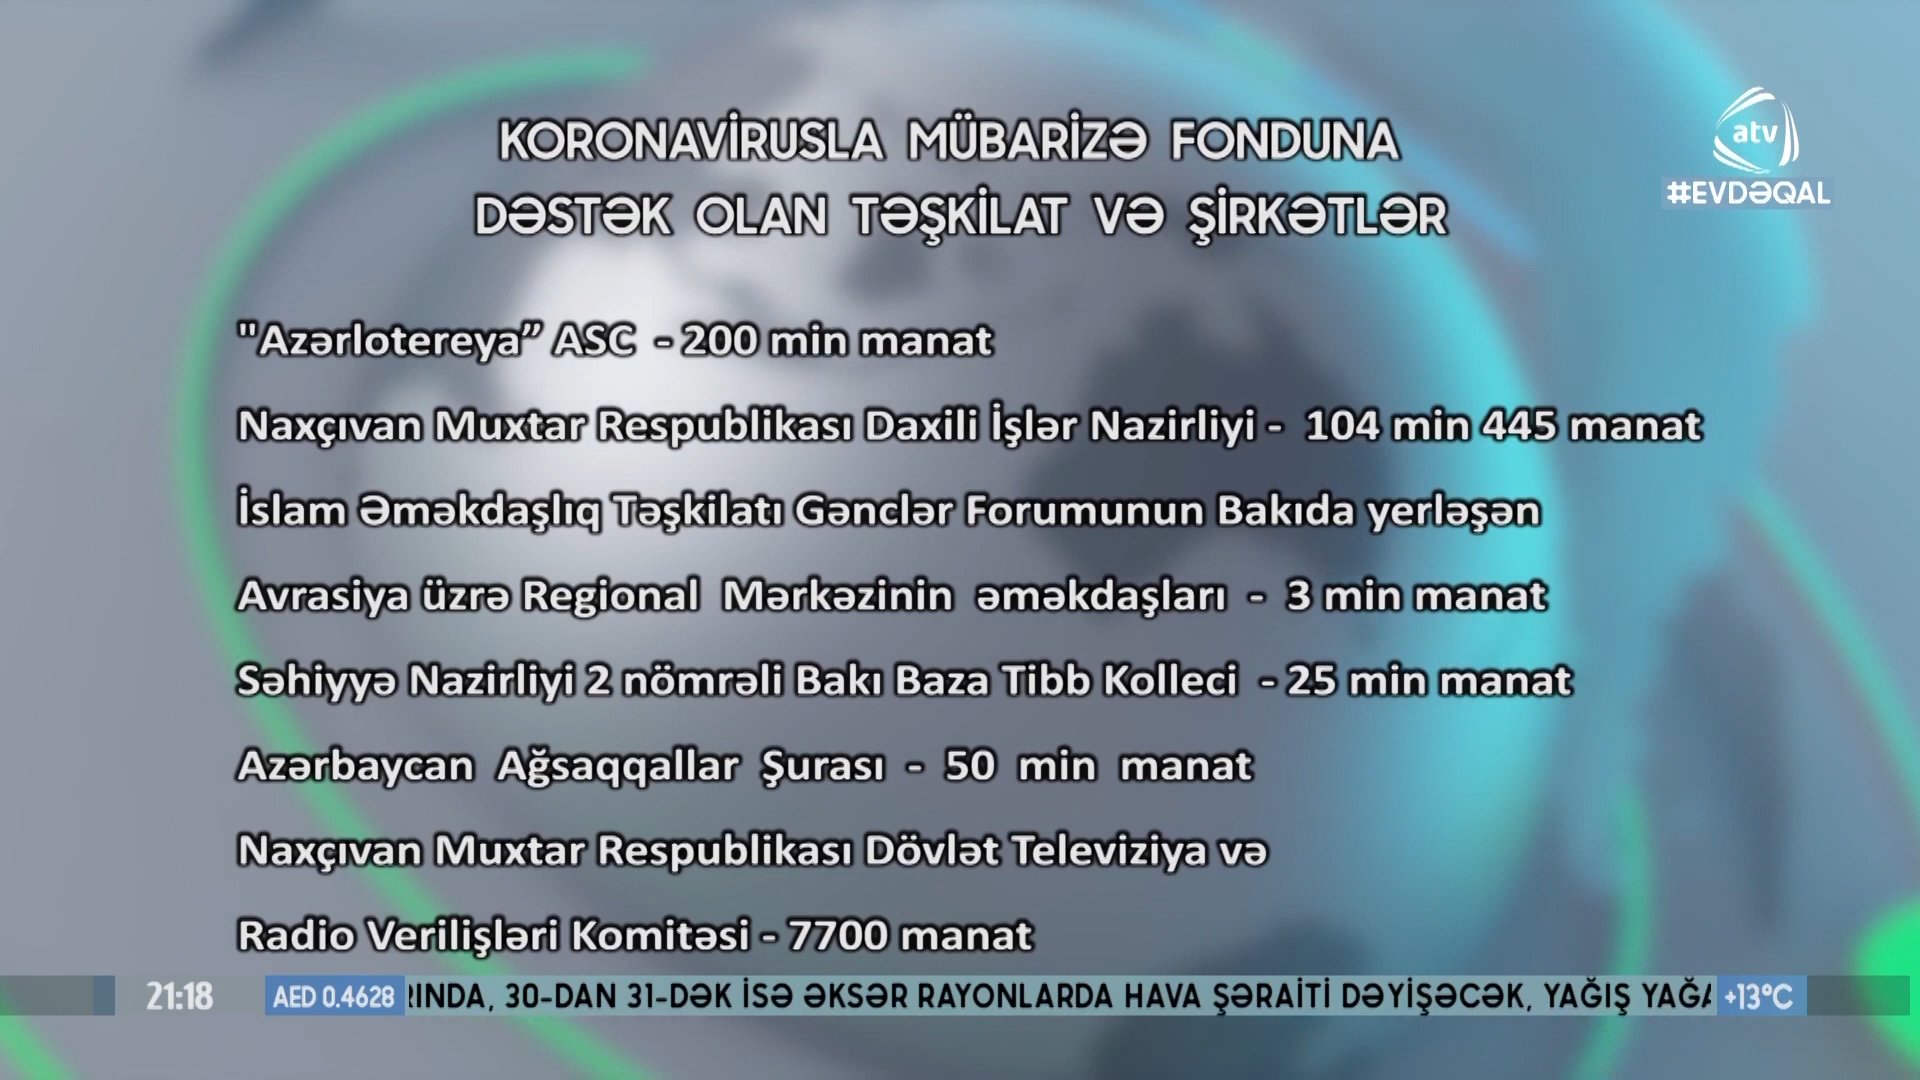 KORONAVİRUSLA MÜBARİZƏ FONDUNA
DƏSTƏK OLAN TƏŞKİLAT VƏ ŞİRKƏTLƏR
atv
#EVDƏQAL
"Azərlotereya” ASC - 200 min manat
Naxçıvan Muxtar Respublikası Daxili İşlər Nazirliyi - 104 min 445 manat
İslam Əməkdaşlıq Təşkilatı Gənclər Forumunun Bakıda yerləşən
Avrasiya üzrə Regional Mərkəzinin əməkdaşları - 3 min manat
Səhiyyə Nazirliyi 2 nömrəli Bakı Baza Tibb Kolleci - 25 min manat
Azərbaycan Ağsaqqallar Şurası - 50 min manat
Naxçıvan Muxtar Respublikası Dövlət Televiziya və
Radio Verilişləri Komitəsi - 7700 manat
21:18 AED 0.4628 RINDA, 30-DAN 31-DƏK İSƏ ƏKSƏR RAYONLARDA HAVA ŞƏRAİTİ DƏYİŞƏCƏK, YAĞIŞ YAĞA +13°C